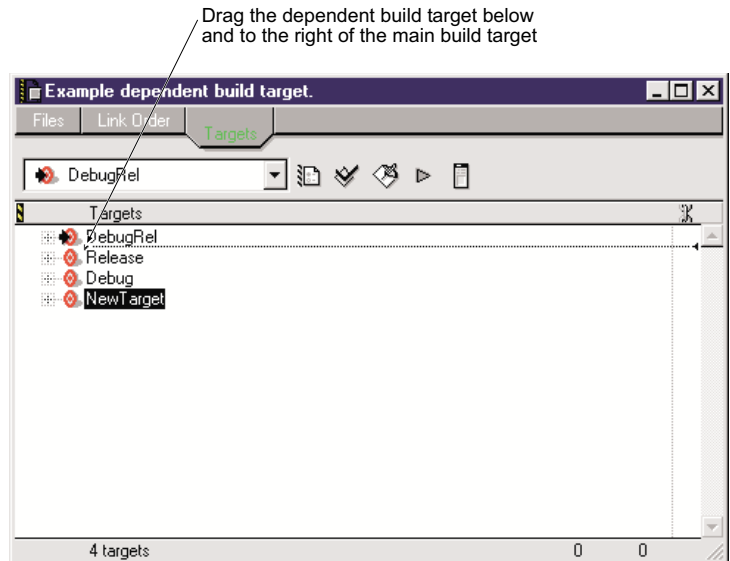 Drag the dependent build target below
and to the right of the main build target
Example dependent build target.
Files Link Order Targets
DebugRel
Targets
DebugRel
Release
Debug
NewTarget
4 targets 0 0